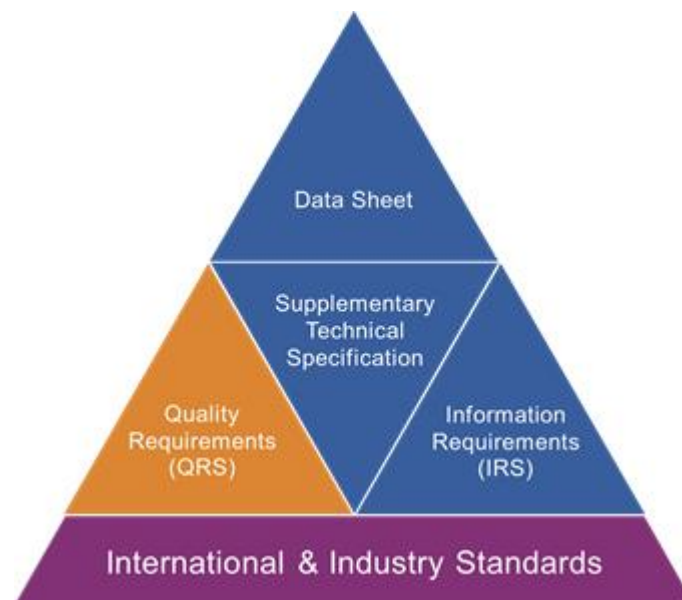 Data Sheet
Supplementary
Technical
Specification
Quality
Requirements
(QRS)
Information
Requirements
(IRS)
International & Industry Standards